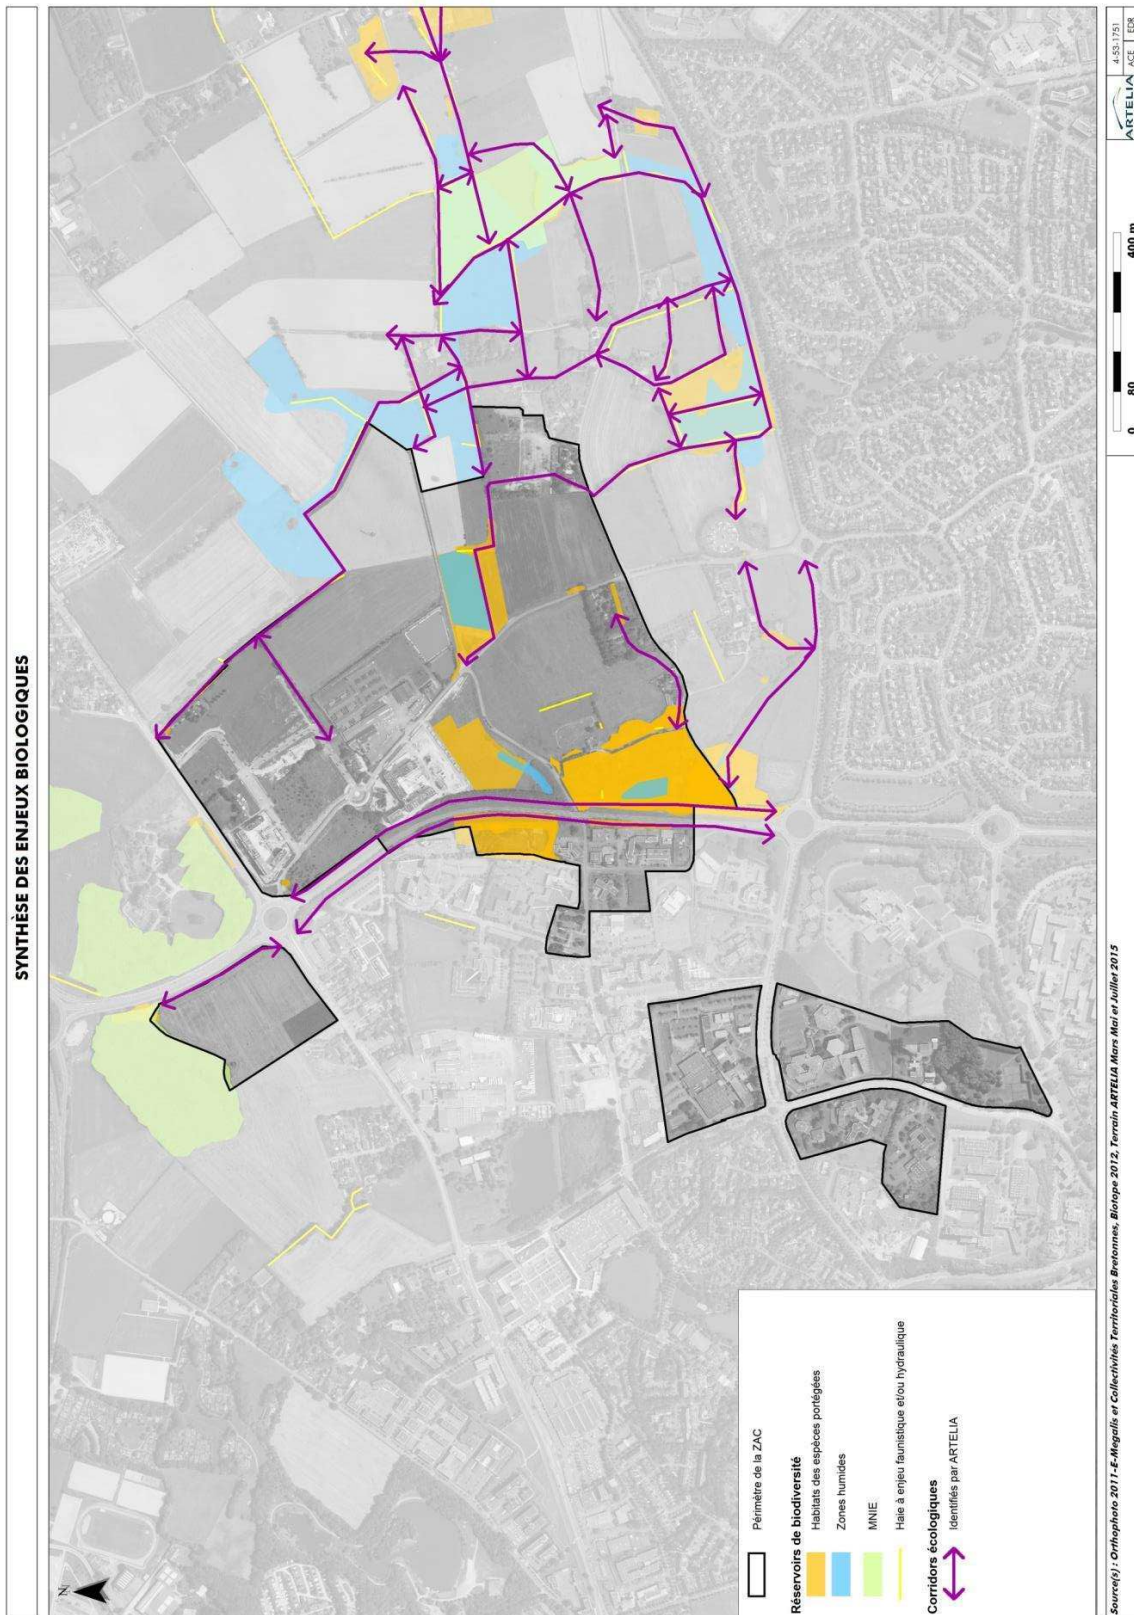 SYNTHÈSE DES ENJEUX BIOLOGIQUES
N
Périmètre de la ZAC
Réservoirs de biodiversité
Habitats des espèces portégées
Zones humides
MNIE
Haie à enjeu faunistique et/ou hydraulique
Corridors écologiques
Identifiés par ARTELIA
0 80 400 m
Source(s) : Orthophoto 2011-E-Megalis et Collectivités Territoriales Bretonnes, Biotope 2012, Terrain ARTELIA Mars Mai et Juillet 2015
ARTELIA
4-53-1751
ACE EDR